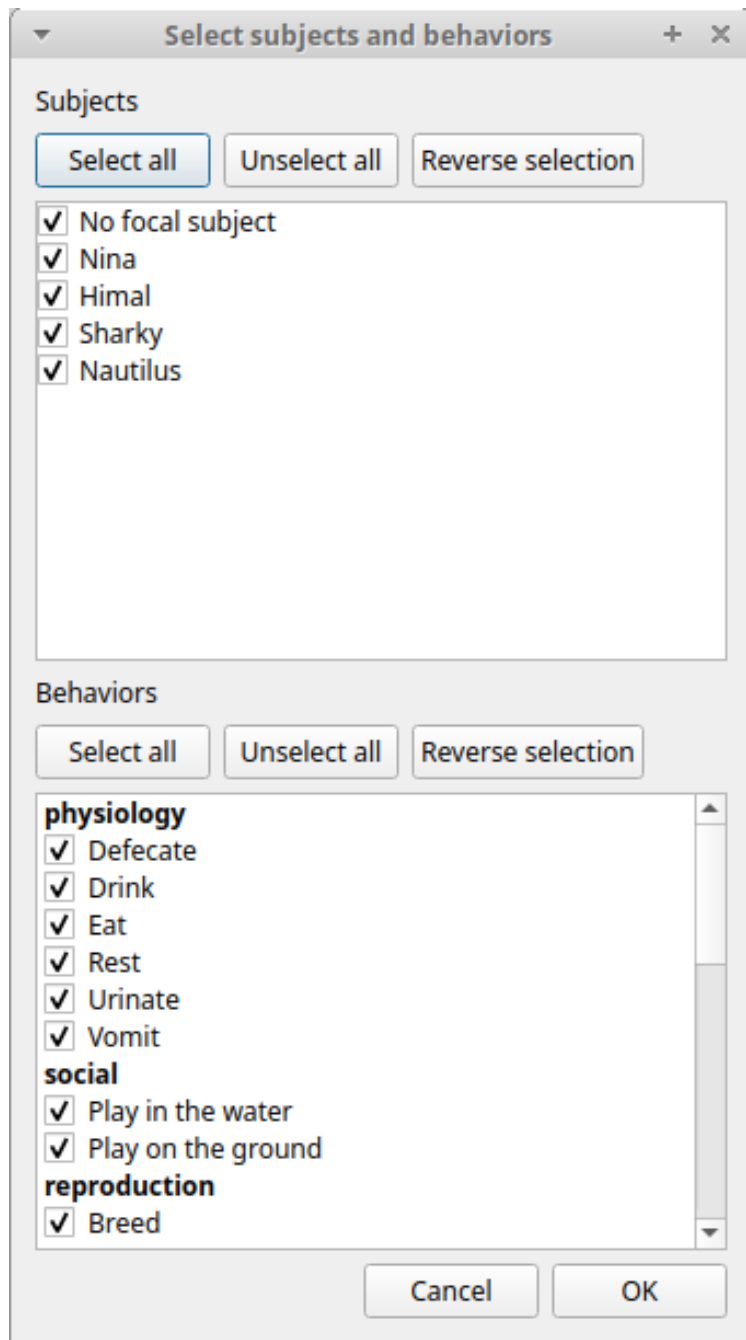 Select subjects and behaviors
Subjects
Select all Unselect all Reverse selection
No focal subject
Nina
Himal
Sharky
Nautilus
Behaviors
Select all Unselect all Reverse selection
physiology
Defecate
Drink
Eat
Rest
Urinate
Vomit
social
Play in the water
Play on the ground
reproduction
Breed
Cancel OK